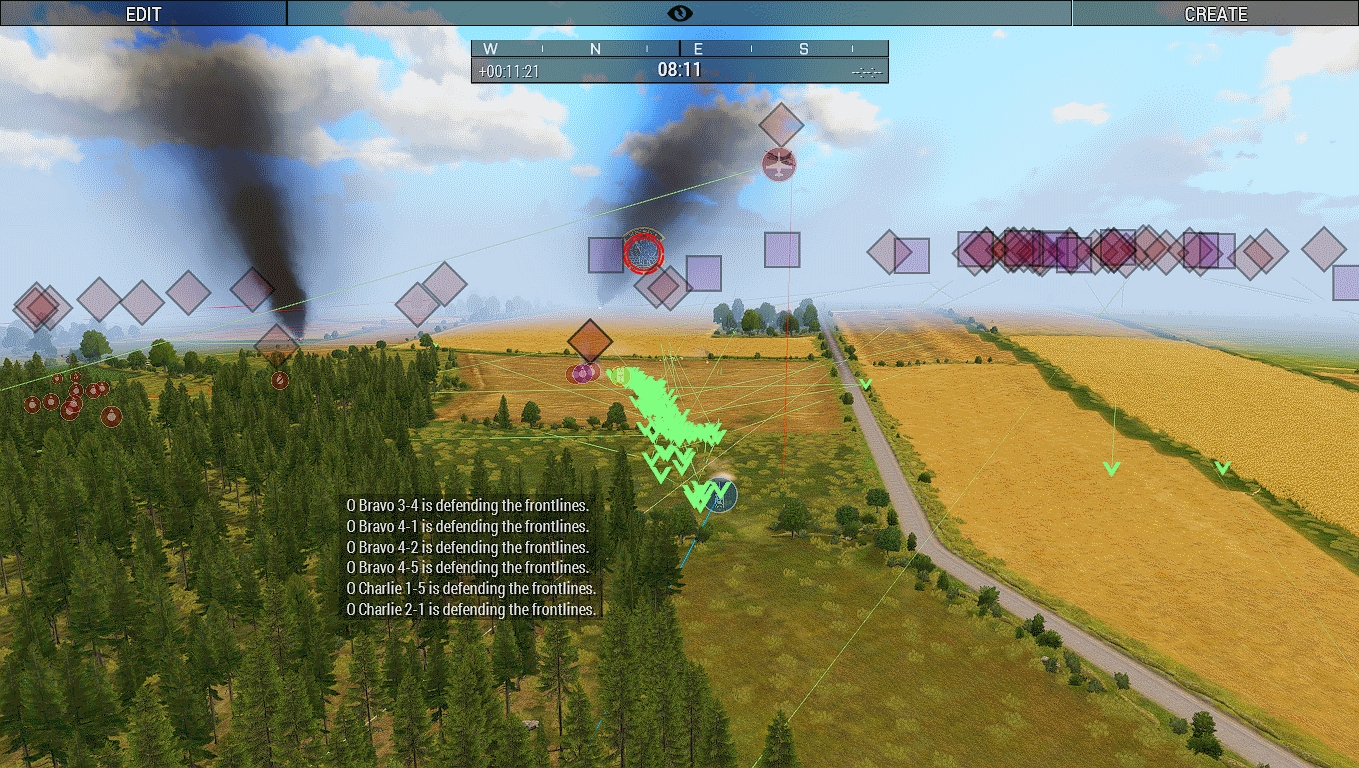 EDIT
CREATE
W N E S
+00:11:21 08:11 --:--:--
O Bravo 3-4 is defending the frontlines.
O Bravo 4-1 is defending the frontlines.
O Bravo 4-2 is defending the frontlines.
O Bravo 4-5 is defending the frontlines.
O Charlie 1-5 is defending the frontlines.
O Charlie 2-1 is defending the frontlines.